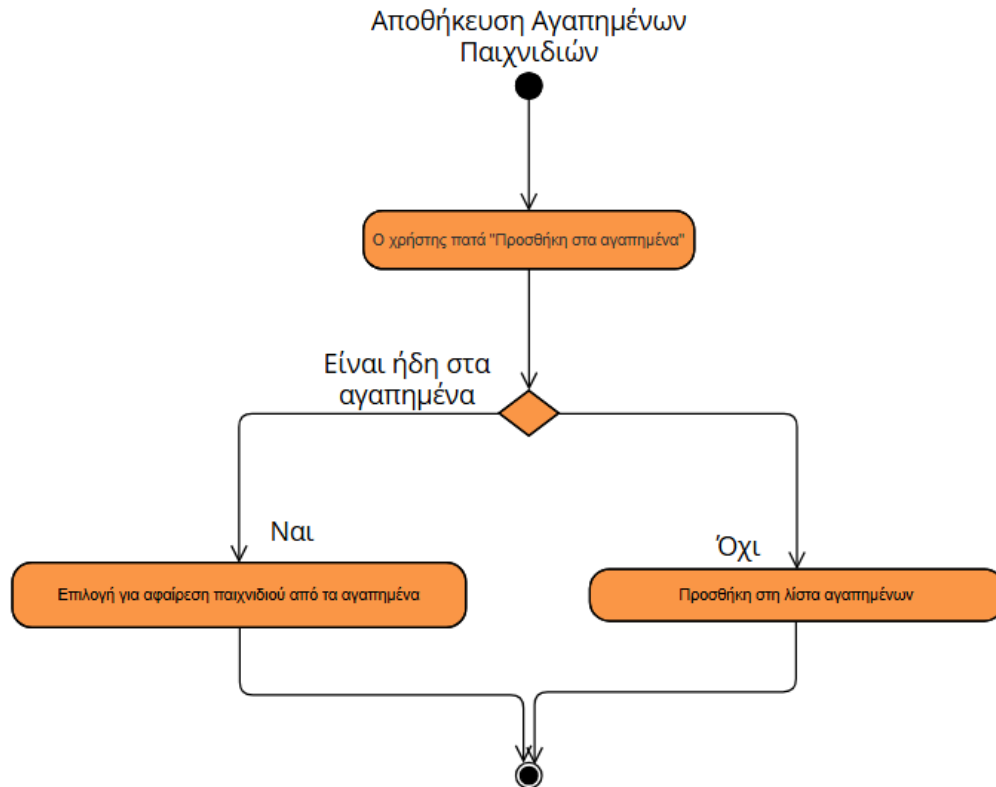 Αποθήκευση Αγαπημένων
Παιχνιδιών
Ο χρήστης πατά "Προσθήκη στα αγαπημένα"
Είναι ήδη στα
αγαπημένα
Ναι
Όχι
Επιλογή για αφαίρεση παιχνιδιού από τα αγαπημένα
Προσθήκη στη λίστα αγαπημένων